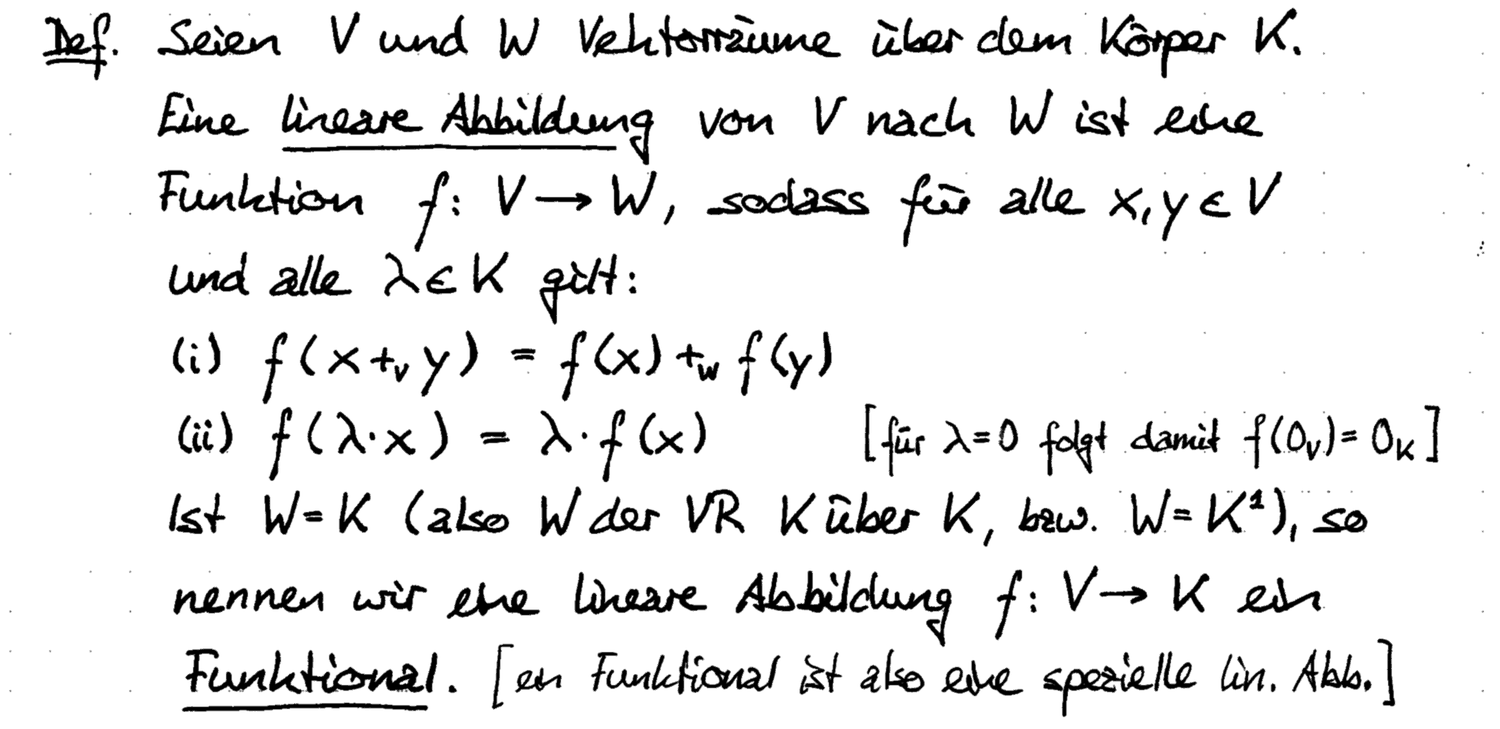 Def. Seien V und W Vektorräume über dem Körper K.
Eine lineare Abbildung von V nach W ist eine
Funktion f: V → W, sodass für alle x, y ∈ V
und alle λ ∈ K gilt:
(i) f(x +_V y) = f(x) +_W f(y)
(ii) f(λ·x) = λ·f(x) [für λ=0 folgt damit f(0_V) = 0_K]
Ist W=K (also W der VR K über K, bzw. W=K¹), so
nennen wir eine lineare Abbildung f: V → K ein
Funktional. [ein Funktional ist also eine spezielle lin. Abb.]